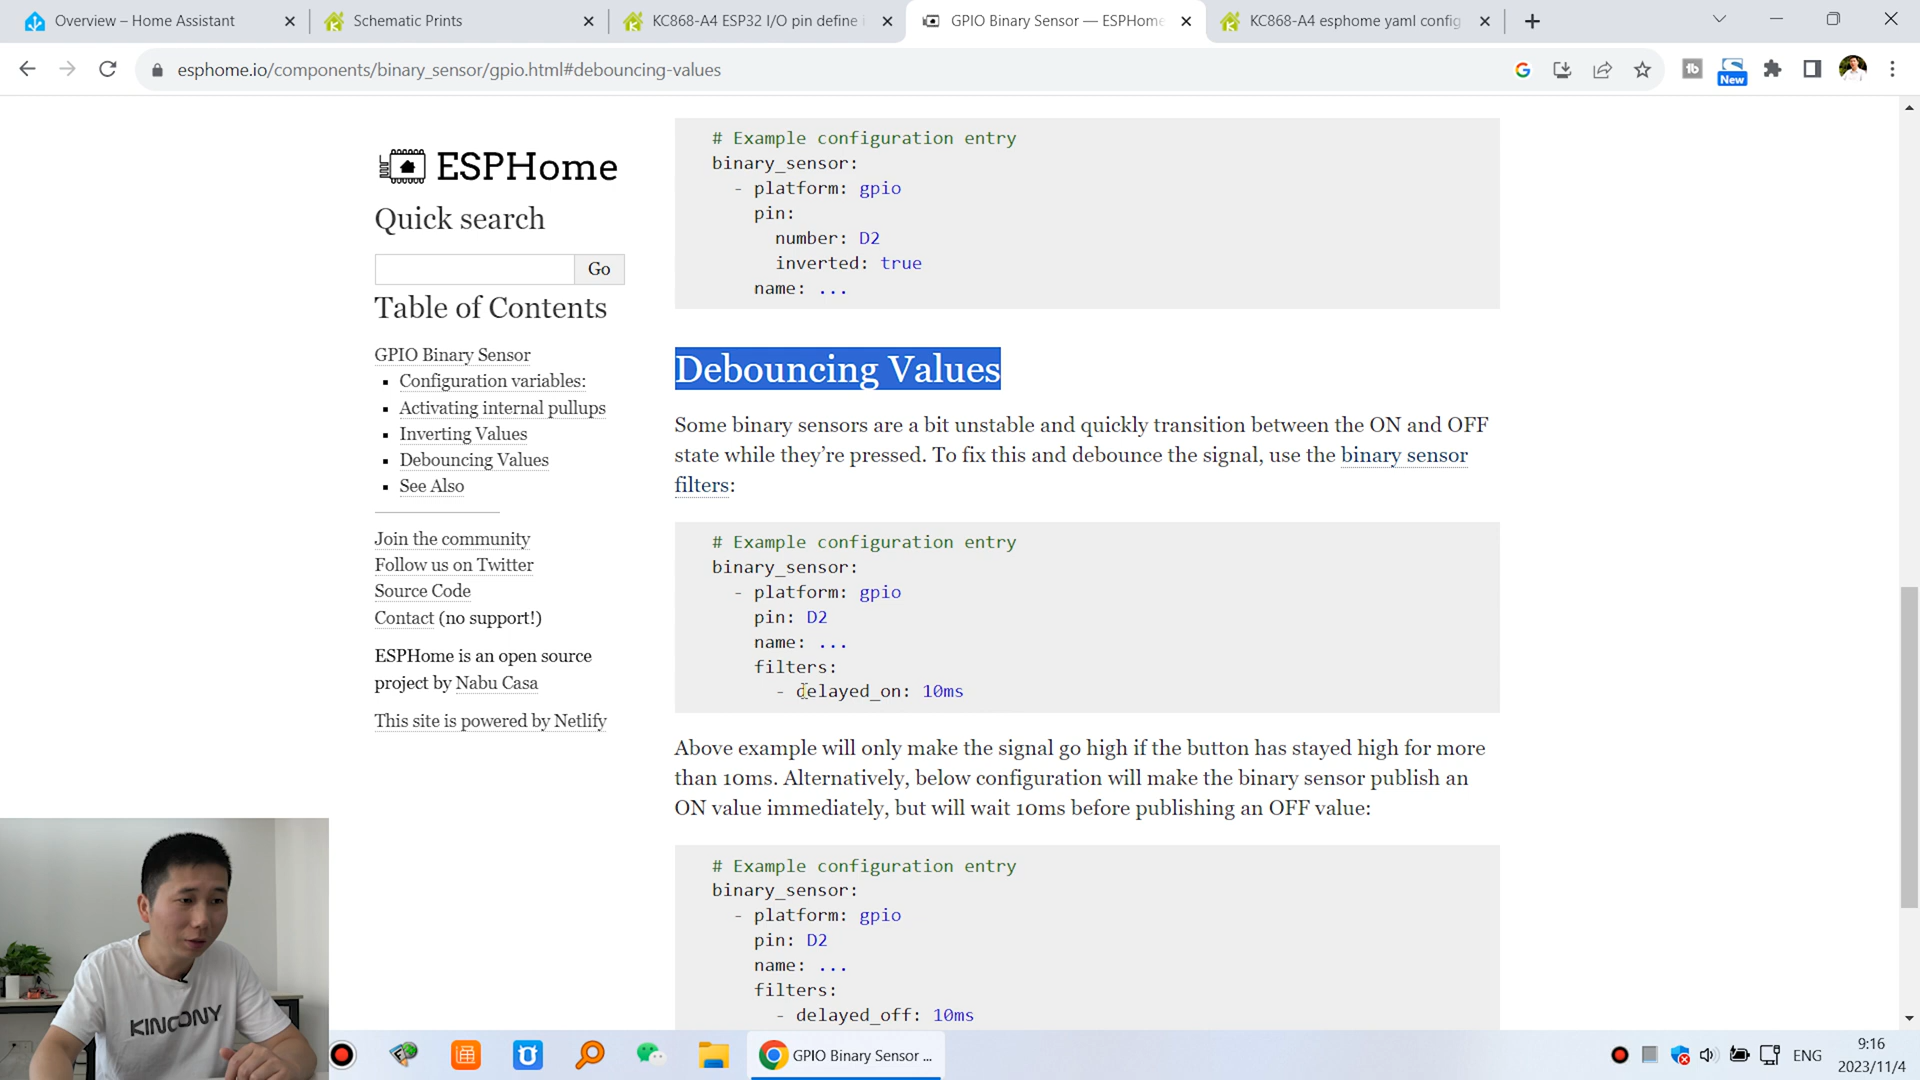 Overview – Home Assistant
Schematic Prints
KC868-A4 ESP32 I/O pin define i
GPIO Binary Sensor — ESPHome
KC868-A4 esphome yaml config
esphome.io/components/binary_sensor/gpio.html#debouncing-values
New
ESPHome
Quick search
Go
Table of Contents
GPIO Binary Sensor
Configuration variables:
Activating internal pullups
Inverting Values
Debouncing Values
See Also
Join the community
Follow us on Twitter
Source Code
Contact (no support!)
ESPHome is an open source
project by Nabu Casa
This site is powered by Netlify
# Example configuration entry
binary_sensor:
- platform: gpio
pin:
number: D2
inverted: true
name: ...
Debouncing Values
Some binary sensors are a bit unstable and quickly transition between the ON and OFF
state while they’re pressed. To fix this and debounce the signal, use the binary sensor
filters:
# Example configuration entry
binary_sensor:
- platform: gpio
pin: D2
name: ...
filters:
- delayed_on: 10ms
Above example will only make the signal go high if the button has stayed high for more
than 10ms. Alternatively, below configuration will make the binary sensor publish an
ON value immediately, but will wait 10ms before publishing an OFF value:
# Example configuration entry
binary_sensor:
- platform: gpio
pin: D2
name: ...
filters:
- delayed_off: 10ms
KINCONY
GPIO Binary Sensor ...
ENG
9:16
2023/11/4